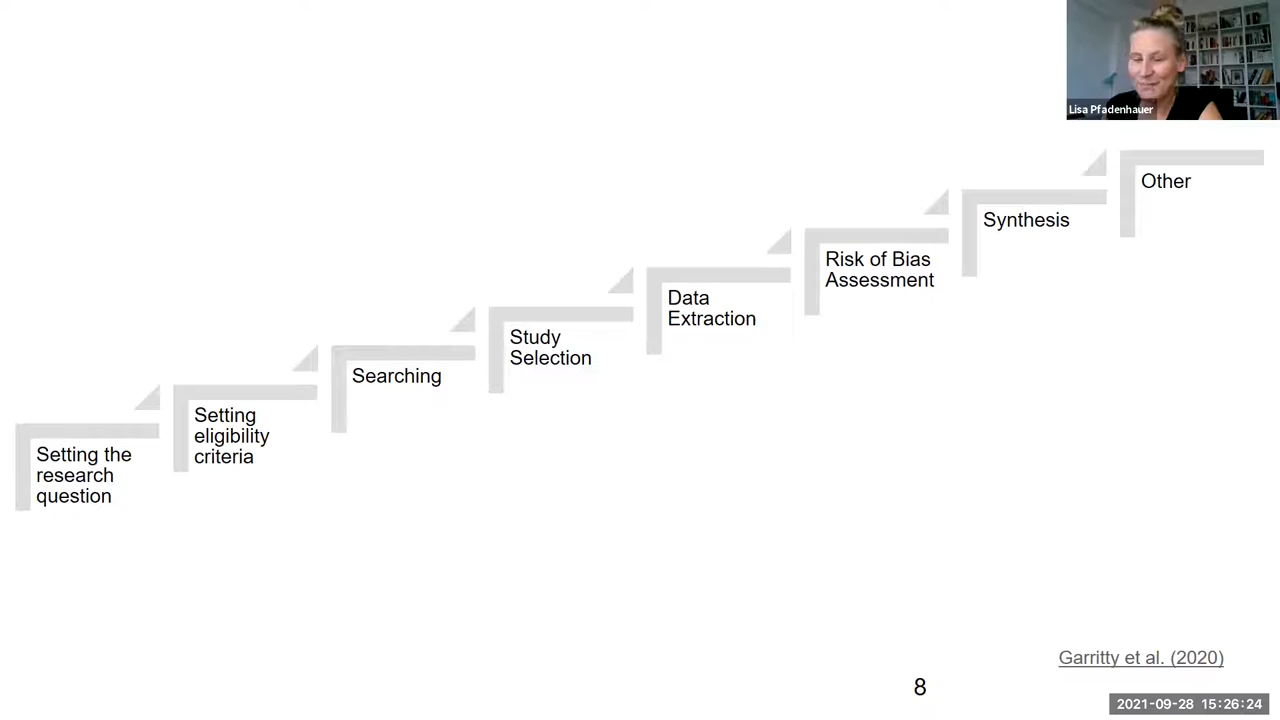 Lisa Pfadenhauer
Other
Synthesis
Risk of Bias
Assessment
Data
Extraction
Study
Selection
Searching
Setting
eligibility
criteria
Setting the
research
question
Garritty et al. (2020)
8
2021-09-28 15:26:24